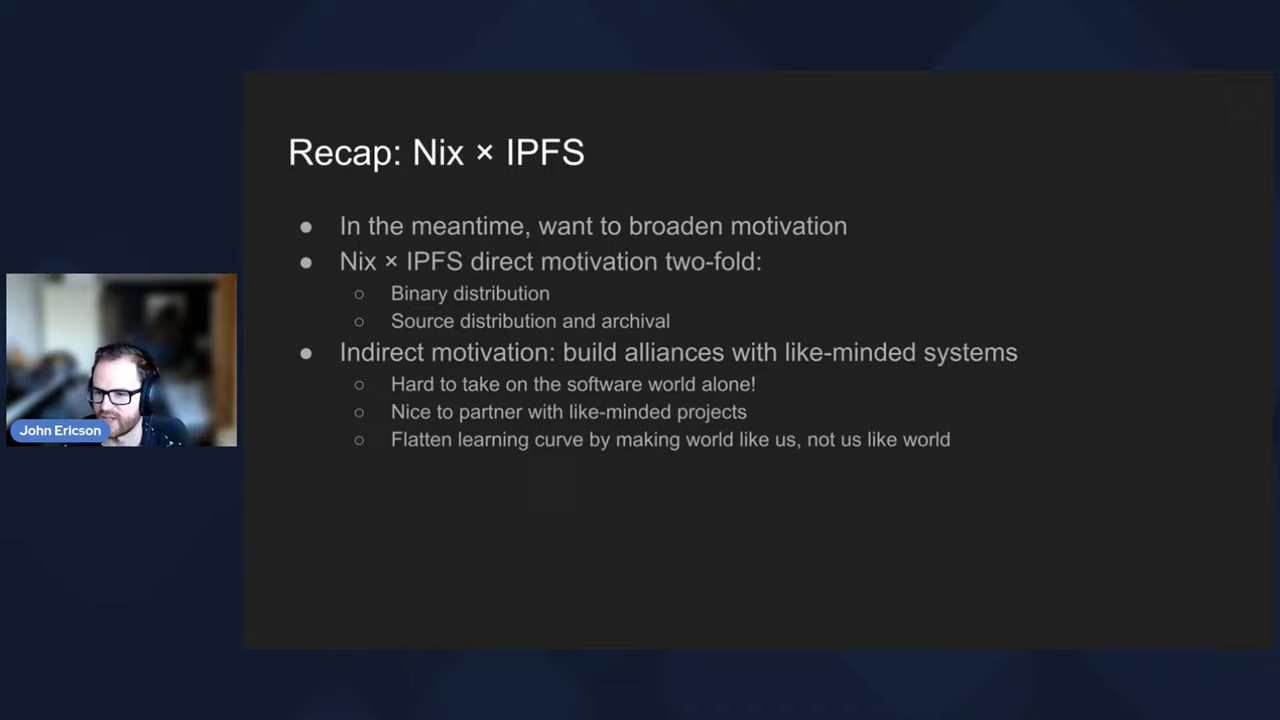 Recap: Nix × IPFS
● In the meantime, want to broaden motivation
● Nix × IPFS direct motivation two-fold:
○ Binary distribution
○ Source distribution and archival
● Indirect motivation: build alliances with like-minded systems
○ Hard to take on the software world alone!
○ Nice to partner with like-minded projects
○ Flatten learning curve by making world like us, not us like world
John Ericson